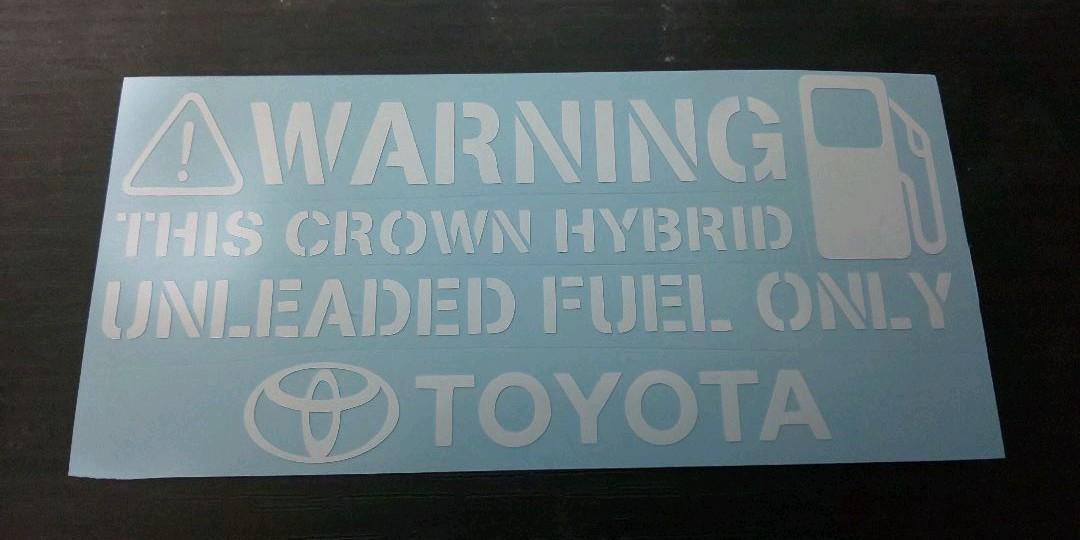 WARNING
THIS CROWN HYBRID
UNLEADED FUEL ONLY
TOYOTA